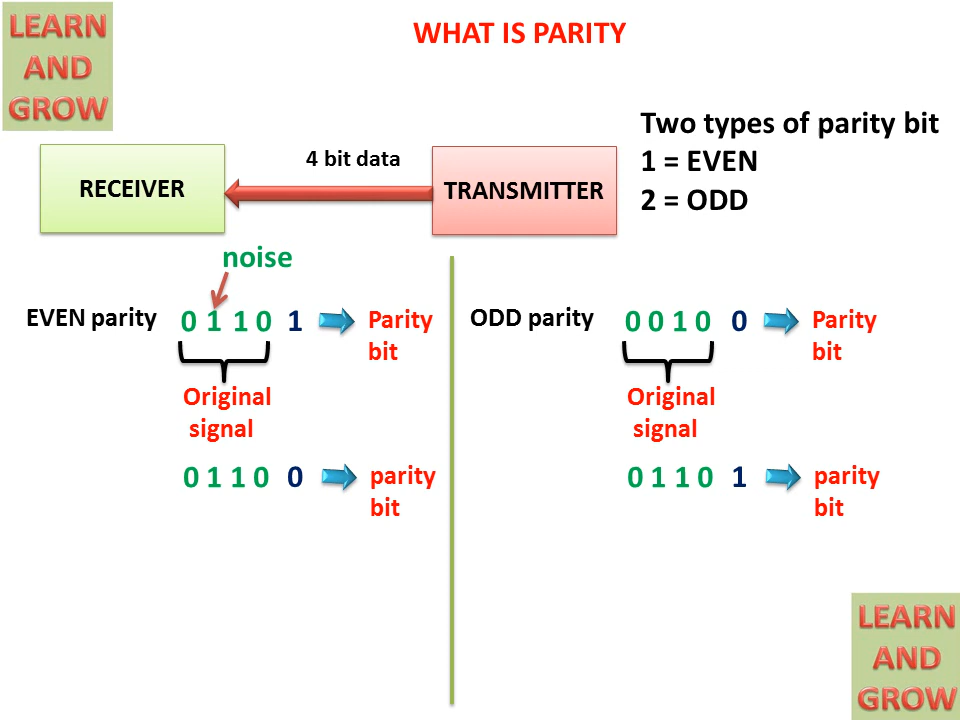 LEARN
AND
GROW
WHAT IS PARITY
Two types of parity bit
1 = EVEN
2 = ODD
RECEIVER
4 bit data
TRANSMITTER
noise
EVEN parity 0 1 1 0 1 Parity
bit
Original
signal
0 1 1 0 0 parity
bit
ODD parity 0 0 1 0 0 Parity
bit
Original
signal
0 1 1 0 1 parity
bit
LEARN
AND
GROW